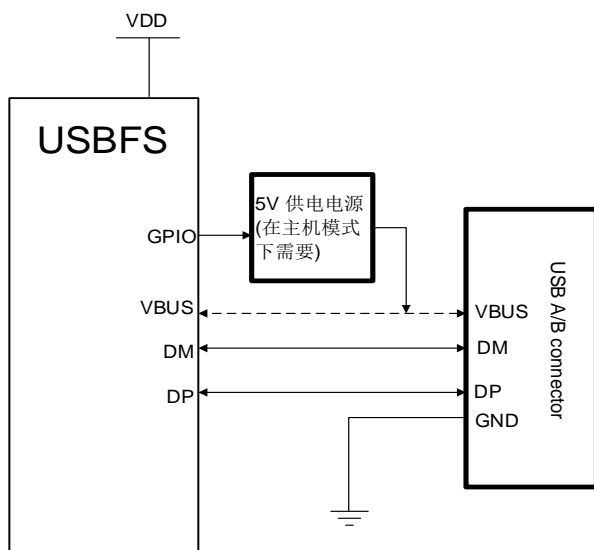 VDD
USBFS
GPIO
5V 供电电源
(在主机模式
下需要)
VBUS
DM
DP
VBUS
DM
DP
GND
USB A/B connector